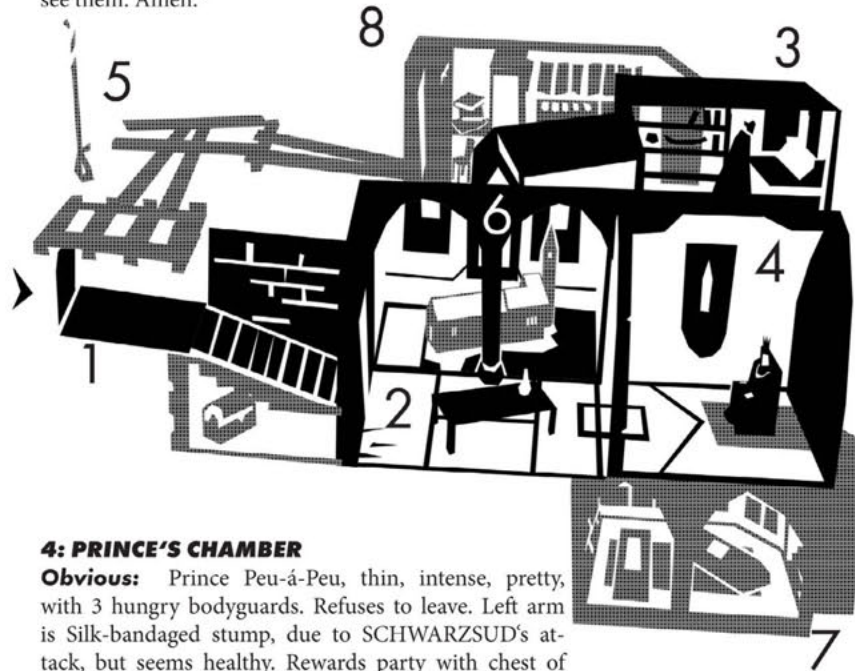 see them. Amen.
8
3
5
6
4
1
2
4: PRINCE'S CHAMBER
Obvious: Prince Peu-á-Peu, thin, intense, pretty,
with 3 hungry bodyguards. Refuses to leave. Left arm
is Silk-bandaged stump, due to SCHWARZSUD‘s at-
tack, but seems healthy. Rewards party with chest of
7